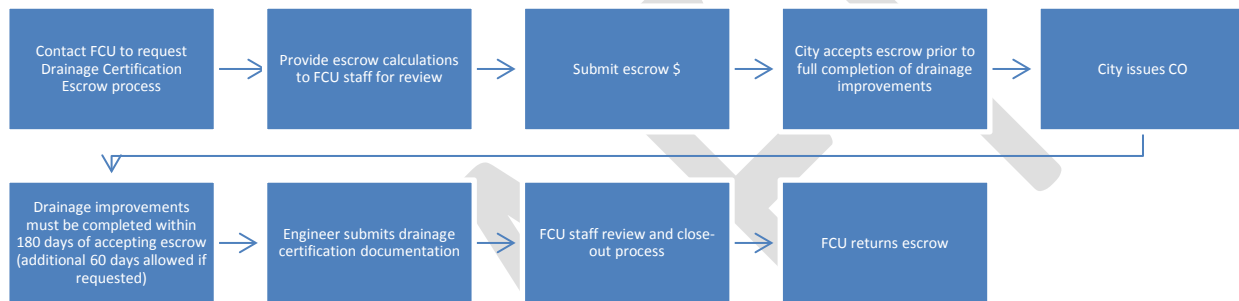 Contact FCU to request
Drainage Certification
Escrow process
Provide escrow calculations
to FCU staff for review
Submit escrow $
City accepts escrow prior to
full completion of drainage
improvements
City issues CO
Drainage improvements
must be completed within
180 days of accepting escrow
(additional 60 days allowed if
requested)
Engineer submits drainage
certification documentation
FCU staff review and close-
out process
FCU returns escrow